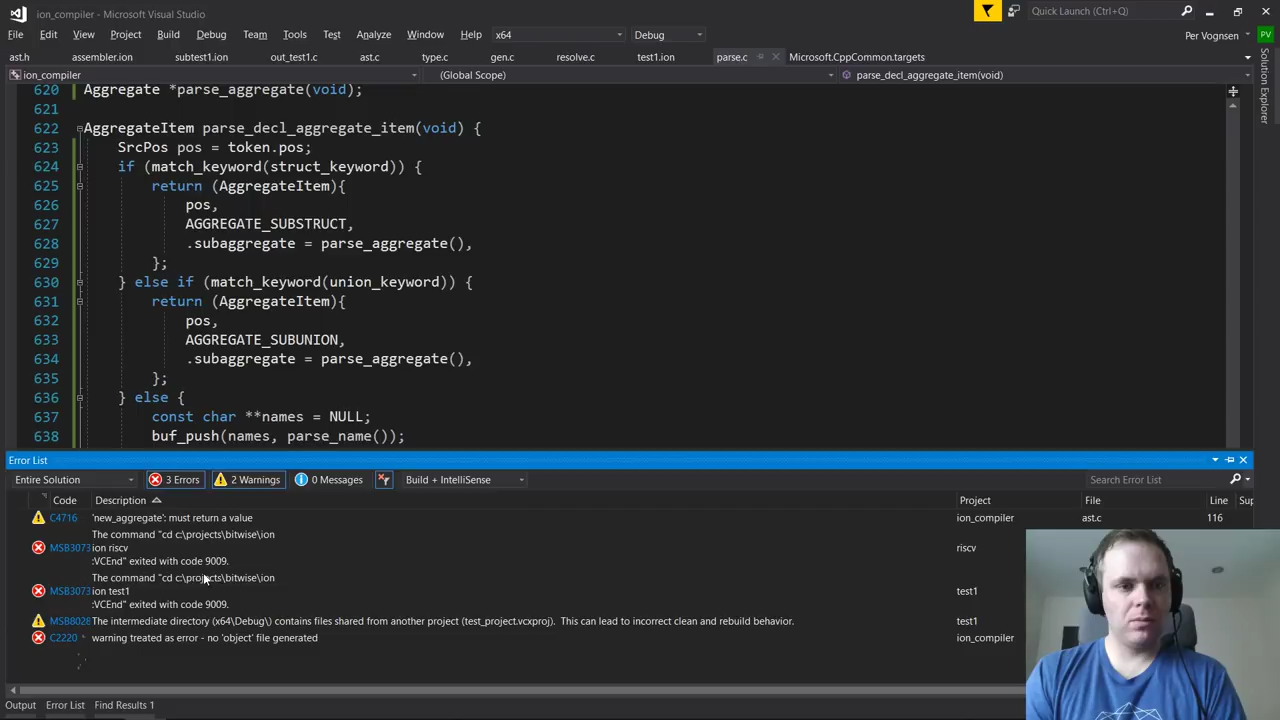 ion_compiler - Microsoft Visual Studio
Quick Launch (Ctrl+Q)
File Edit View Project Build Debug Team Tools Test Analyze Window Help x64 Debug
Per Vognsen PV
ast.h assembler.ion subtest1.ion out_test1.c ast.c type.c gen.c resolve.c test1.ion parse.c Microsoft.CppCommon.targets
ion_compiler (Global Scope) parse_decl_aggregate_item(void)
Solution Explorer
620 Aggregate *parse_aggregate(void);
621
622 AggregateItem parse_decl_aggregate_item(void) {
623 SrcPos pos = token.pos;
624 if (match_keyword(struct_keyword)) {
625 return (AggregateItem){
626 pos,
627 AGGREGATE_SUBSTRUCT,
628 .subaggregate = parse_aggregate(),
629 };
630 } else if (match_keyword(union_keyword)) {
631 return (AggregateItem){
632 pos,
633 AGGREGATE_SUBUNION,
634 .subaggregate = parse_aggregate(),
635 };
636 } else {
637 const char **names = NULL;
638 buf_push(names, parse_name());
Error List
Entire Solution 3 Errors 2 Warnings 0 Messages Build + IntelliSense Search Error List
Code Description Project File Line Sup
C4716 'new_aggregate': must return a value ion_compiler ast.c 116
The command "cd c:\projects\bitwise\ion
MSB3073 ion riscv riscv
:VCEnd" exited with code 9009.
The command "cd c:\projects\bitwise\ion
MSB3073 ion test1 test1
:VCEnd" exited with code 9009.
MSB8028 The intermediate directory (x64\Debug\) contains files shared from another project (test_project.vcxproj). This can lead to incorrect clean and rebuild behavior. test1
C2220 warning treated as error - no 'object' file generated ion_compiler
Output Error List Find Results 1